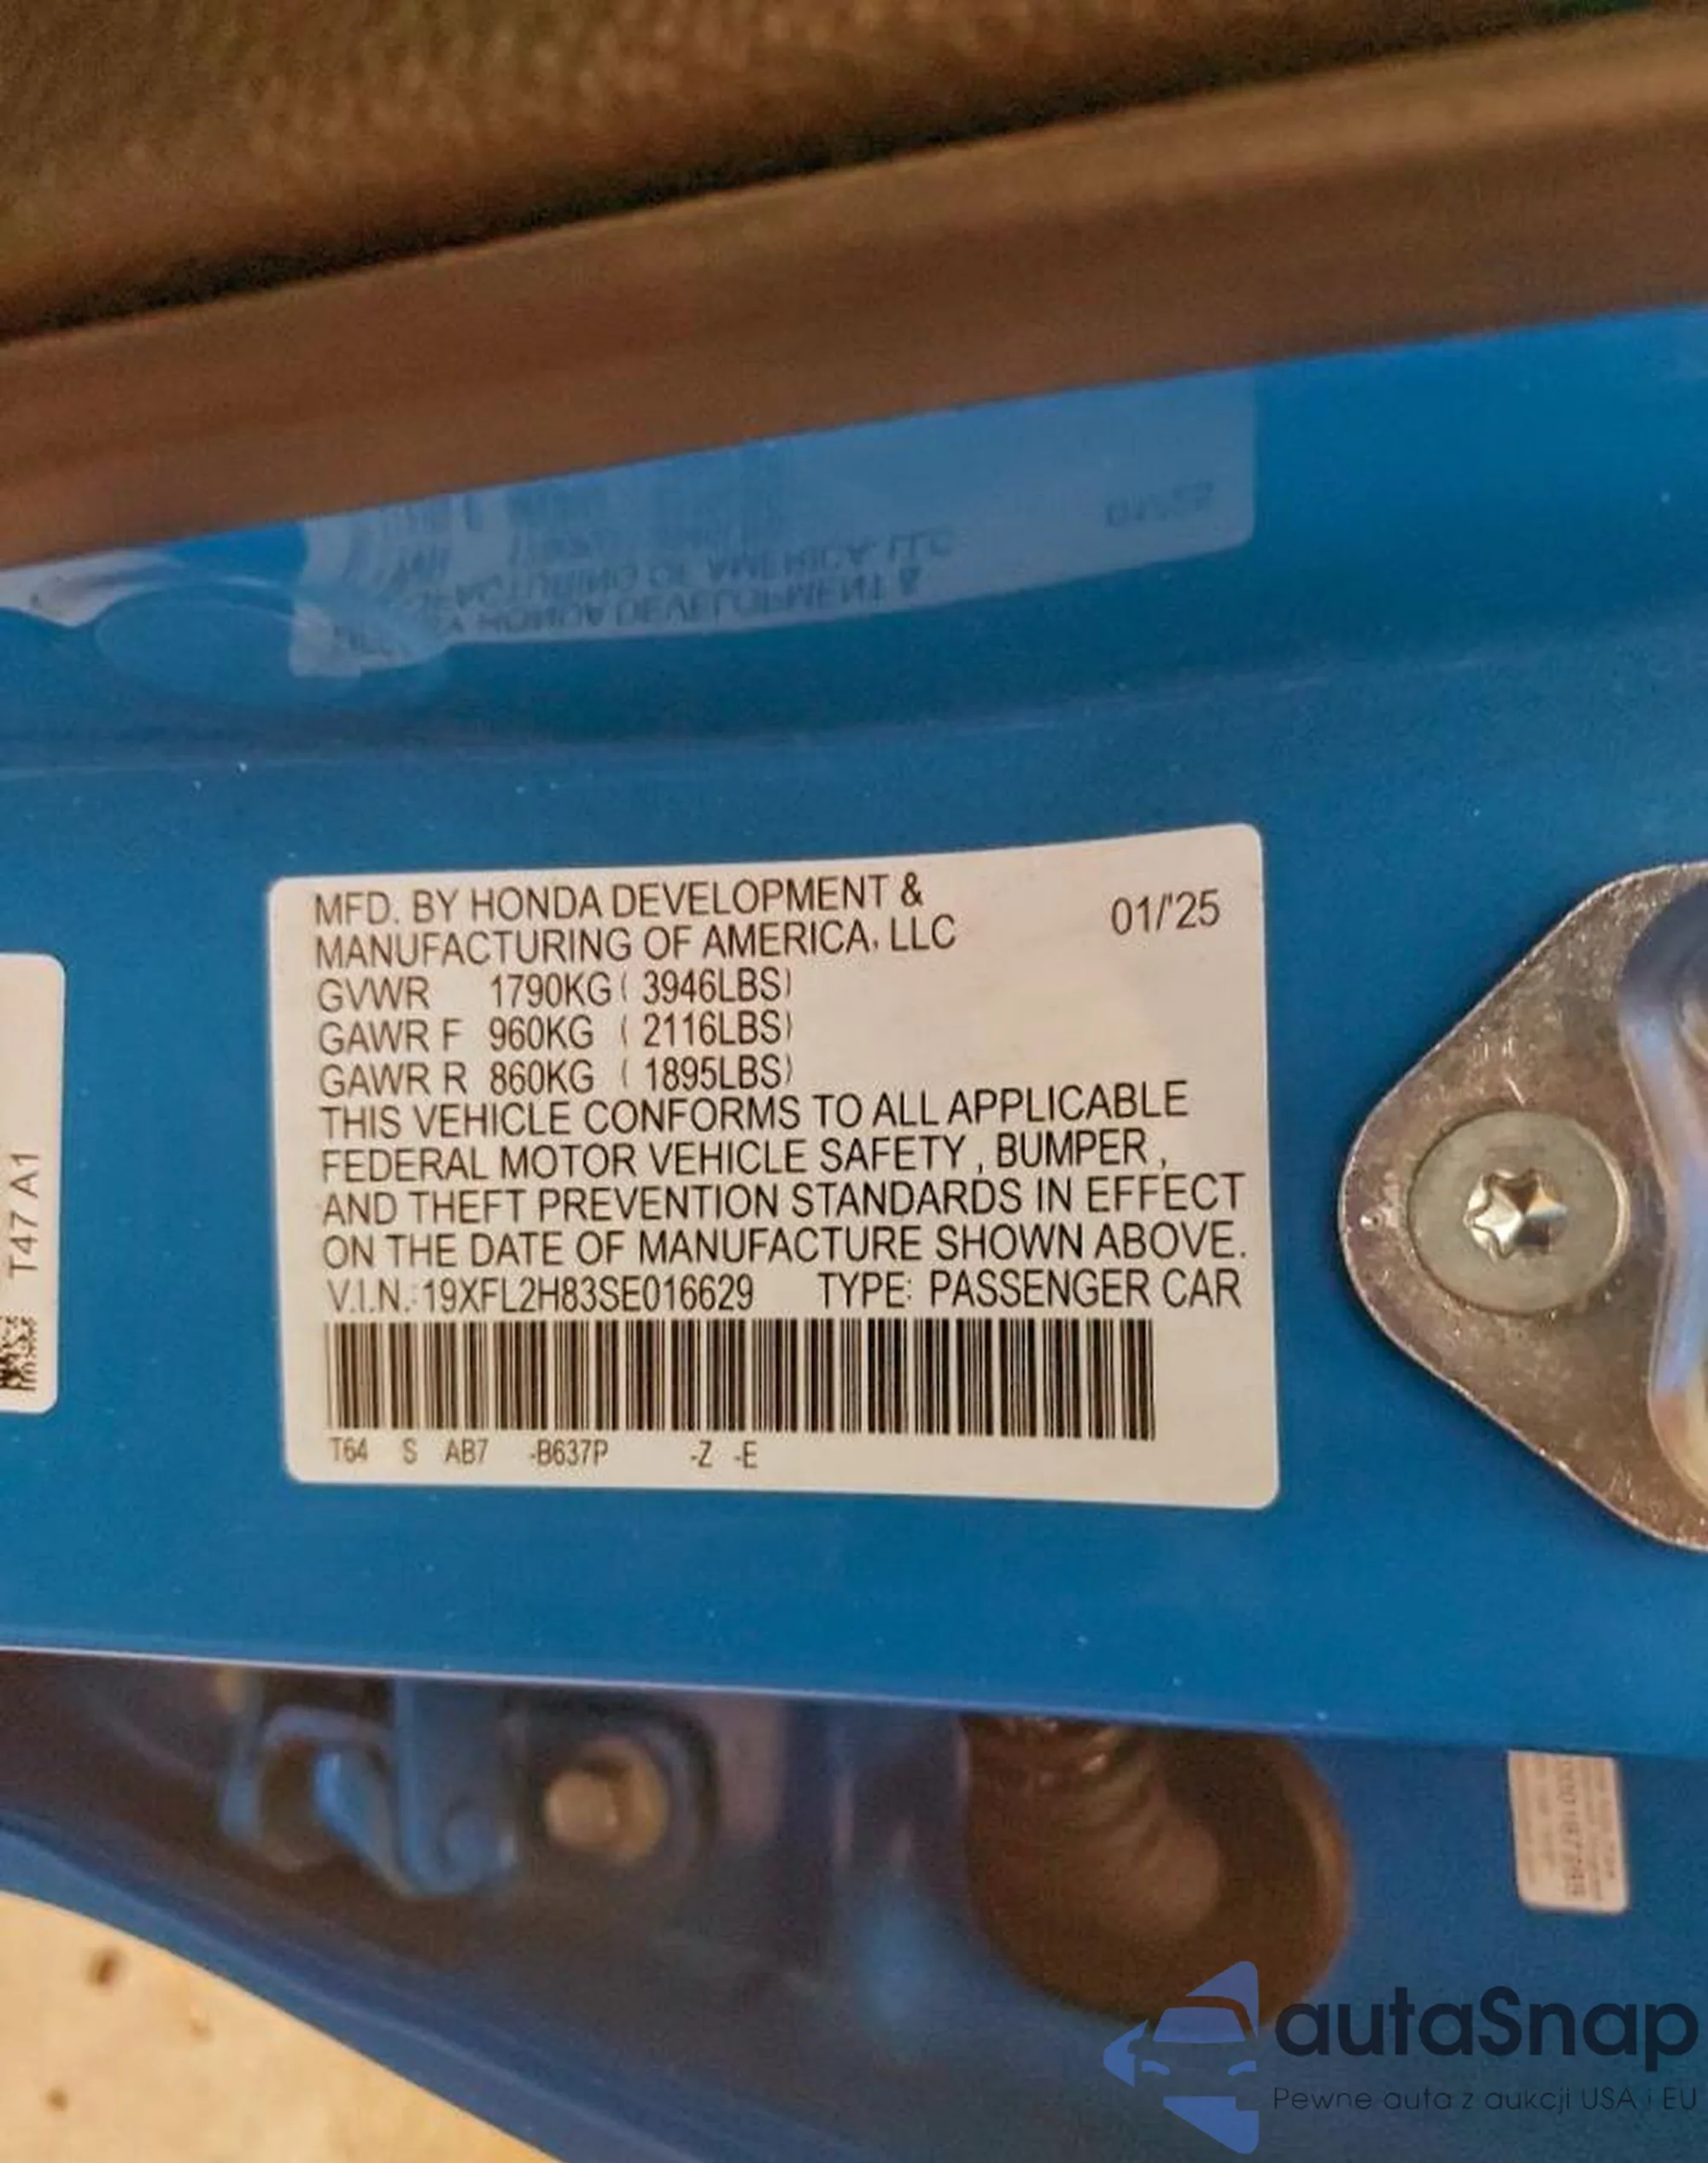 MFD. BY HONDA DEVELOPMENT &
MANUFACTURING OF AMERICA, LLC
01/'25
GVWR 1790KG ( 3946LBS)
GAWR F 960KG ( 2116LBS)
GAWR R 860KG ( 1895LBS)
THIS VEHICLE CONFORMS TO ALL APPLICABLE
FEDERAL MOTOR VEHICLE SAFETY , BUMPER ,
AND THEFT PREVENTION STANDARDS IN EFFECT
ON THE DATE OF MANUFACTURE SHOWN ABOVE.
V.I.N.: 19XFL2H83SE016629 TYPE: PASSENGER CAR
T64 S AB7 -B637P -Z -E
T47 A1
autaSnap
Pewne auta z aukcji USA i EU